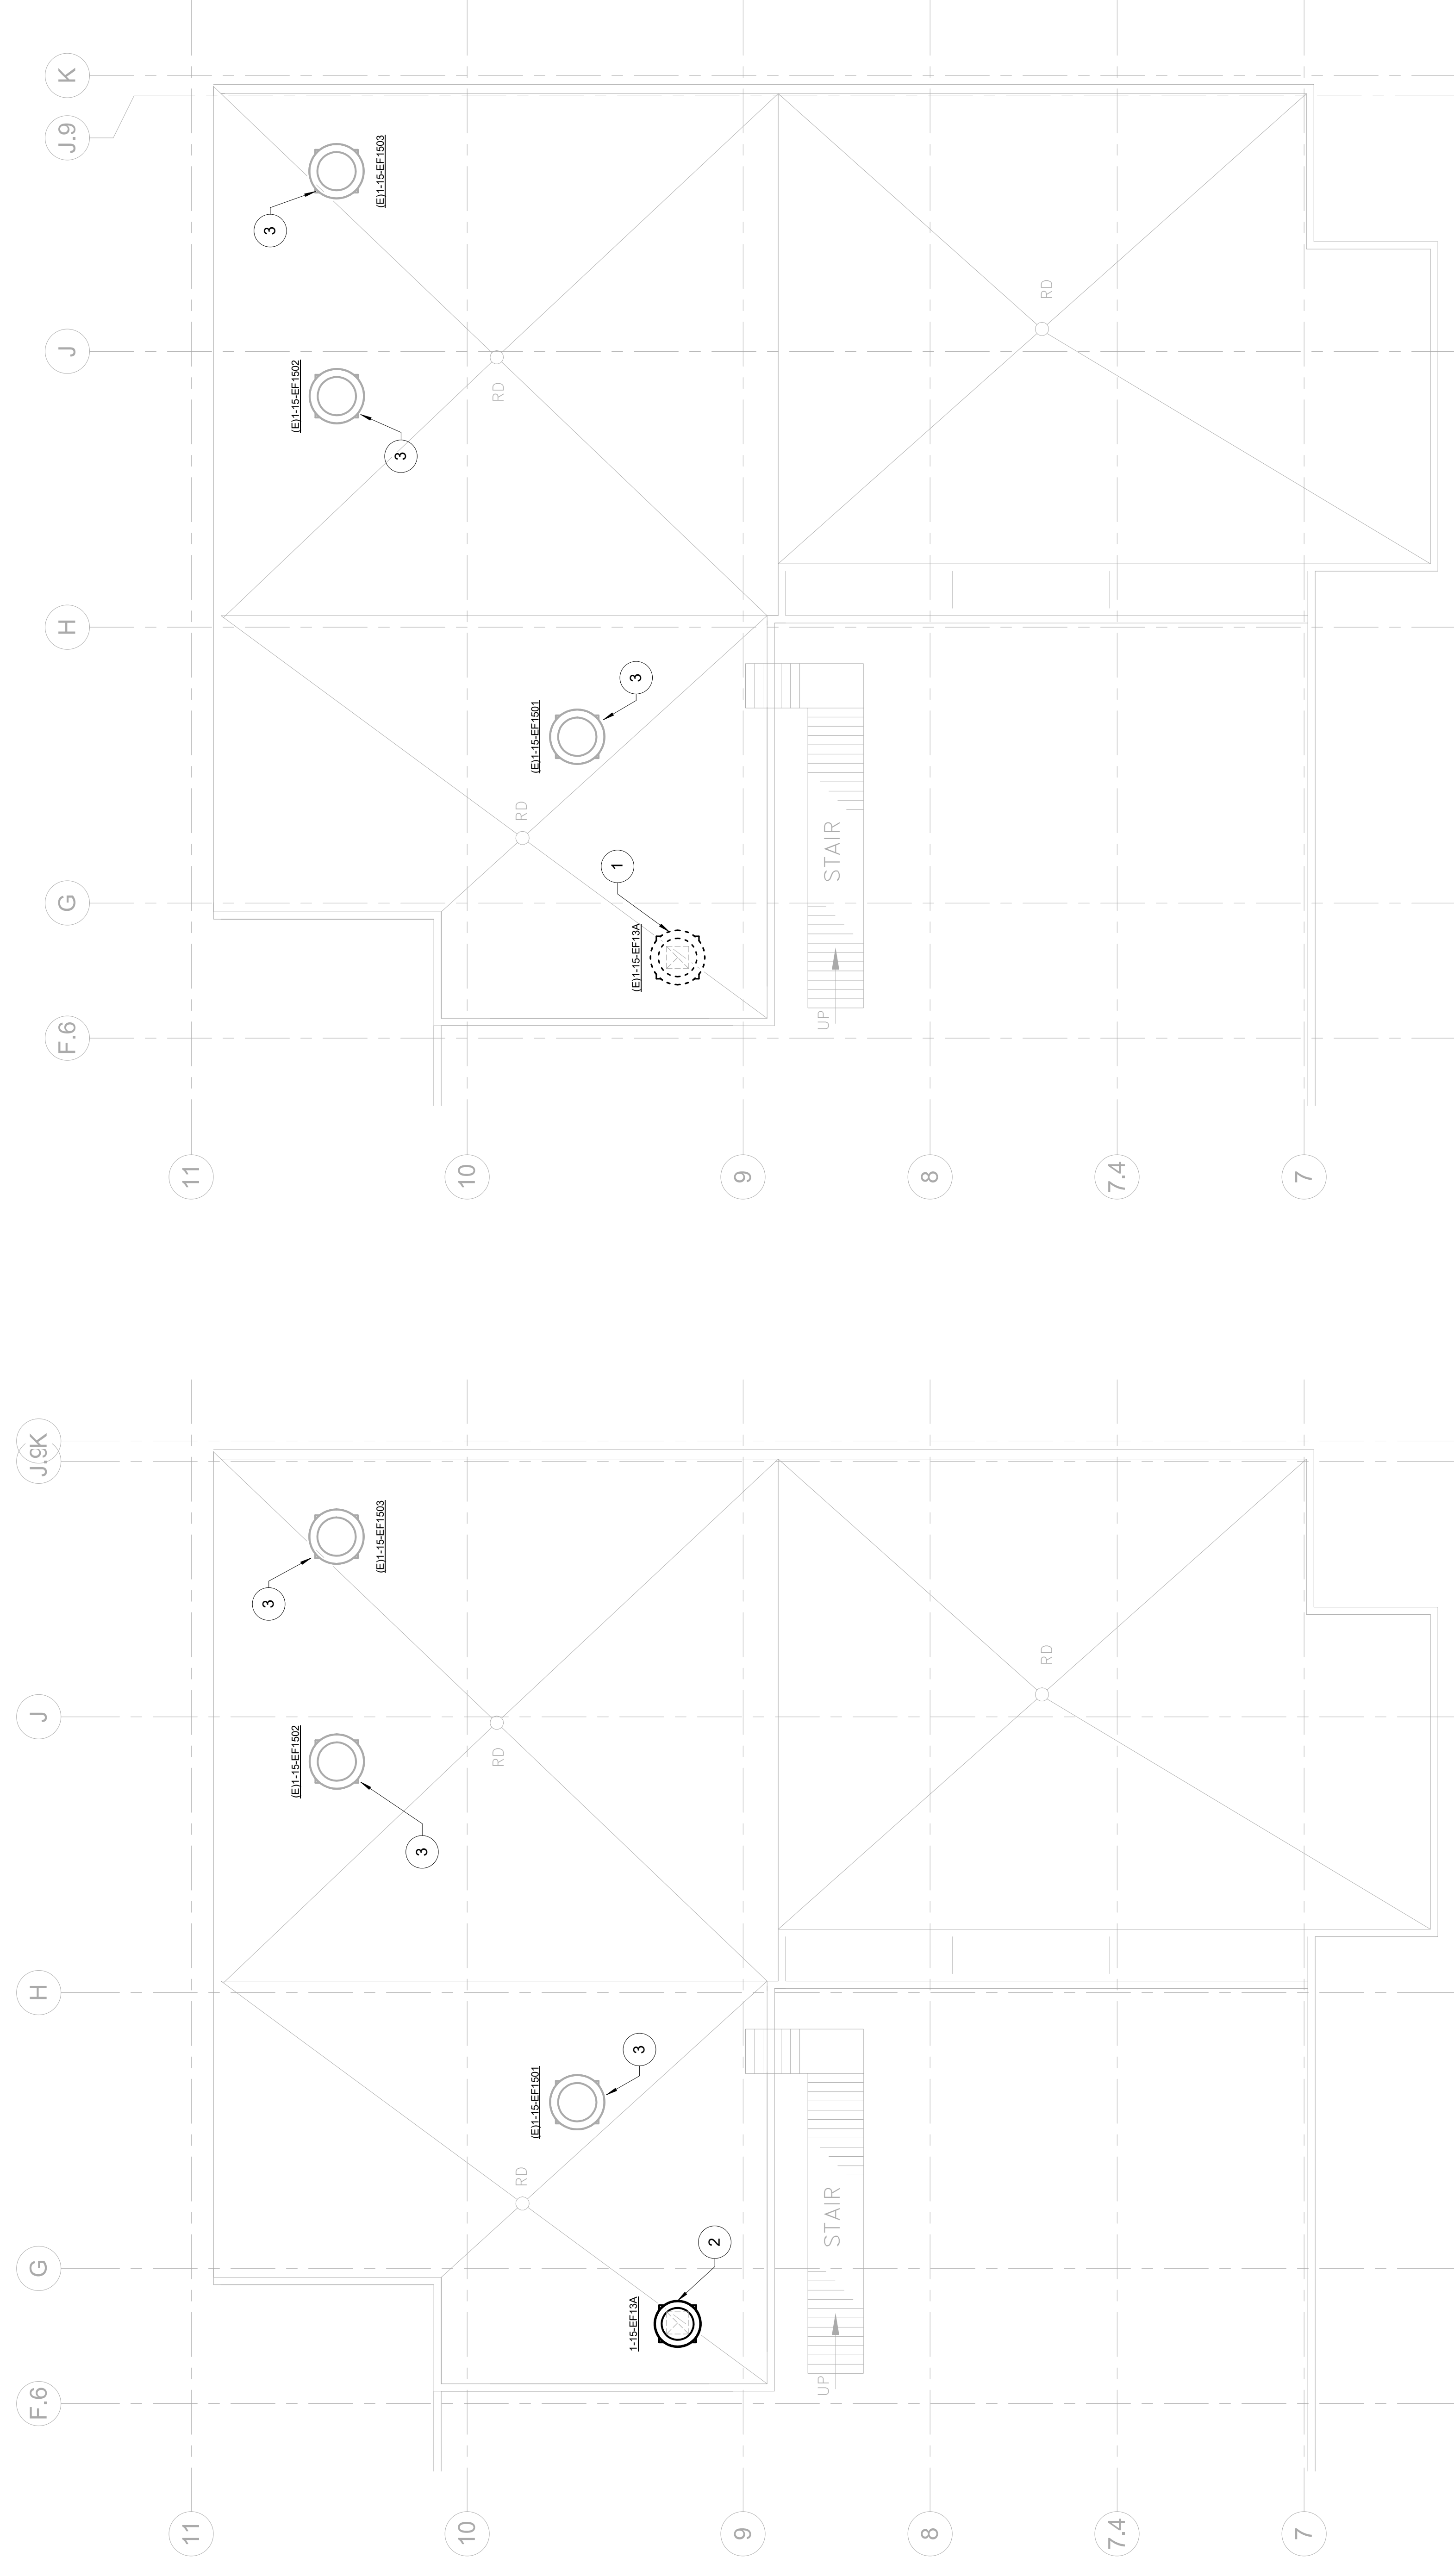 K
J.9
J
H
G
F.6
11
10
9
8
7.4
7
(E)1-15-EF1503
3
(E)1-15-EF1502
3
RD
RD
(E)1-15-EF1501
3
RD
1
(E)1-15-EF13A
STAIR
UP
K
J.9
J
H
G
F.6
11
10
9
8
7.4
7
(E)1-15-EF1503
3
(E)1-15-EF1502
3
RD
RD
(E)1-15-EF1501
3
RD
2
1-15-EF13A
STAIR
UP